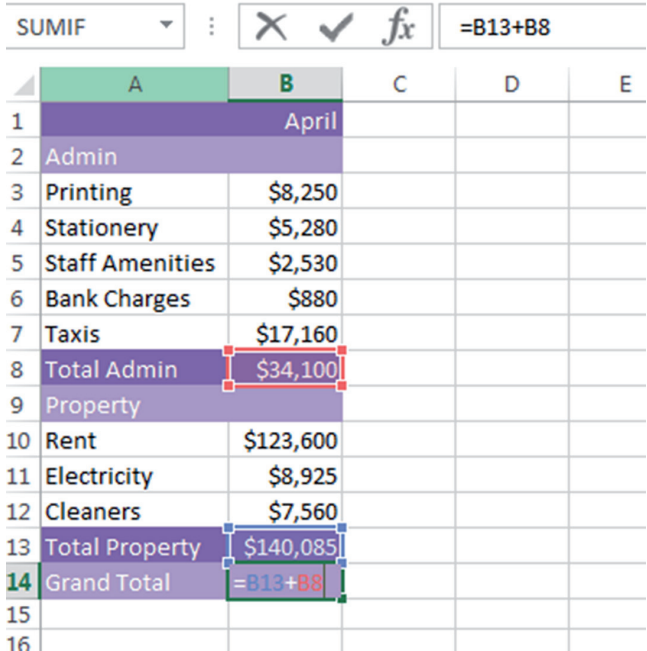 SUMIF fx =B13+B8
A B C D E
1 April
2 Admin
3 Printing $8,250
4 Stationery $5,280
5 Staff Amenities $2,530
6 Bank Charges $880
7 Taxis $17,160
8 Total Admin $34,100
9 Property
10 Rent $123,600
11 Electricity $8,925
12 Cleaners $7,560
13 Total Property $140,085
14 Grand Total =B13+B8
15
16